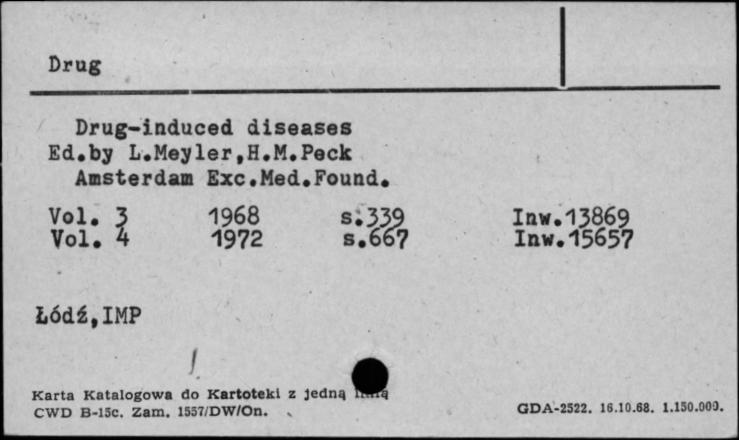 Drug
Drug-induced diseases
Ed.by L.Meyler,H.M.Peck
Amsterdam Exc.Med.Found.
Vol. 3 1968 s.339 Inw.13869
Vol. 4 1972 s.667 Inw.15657
Łódź,IMP
Karta Katalogowa do Kartoteki z jedną
CWD B-15c. Zam. 1557/DW/On. GDA-2522. 16.10.68. 1.150.000.